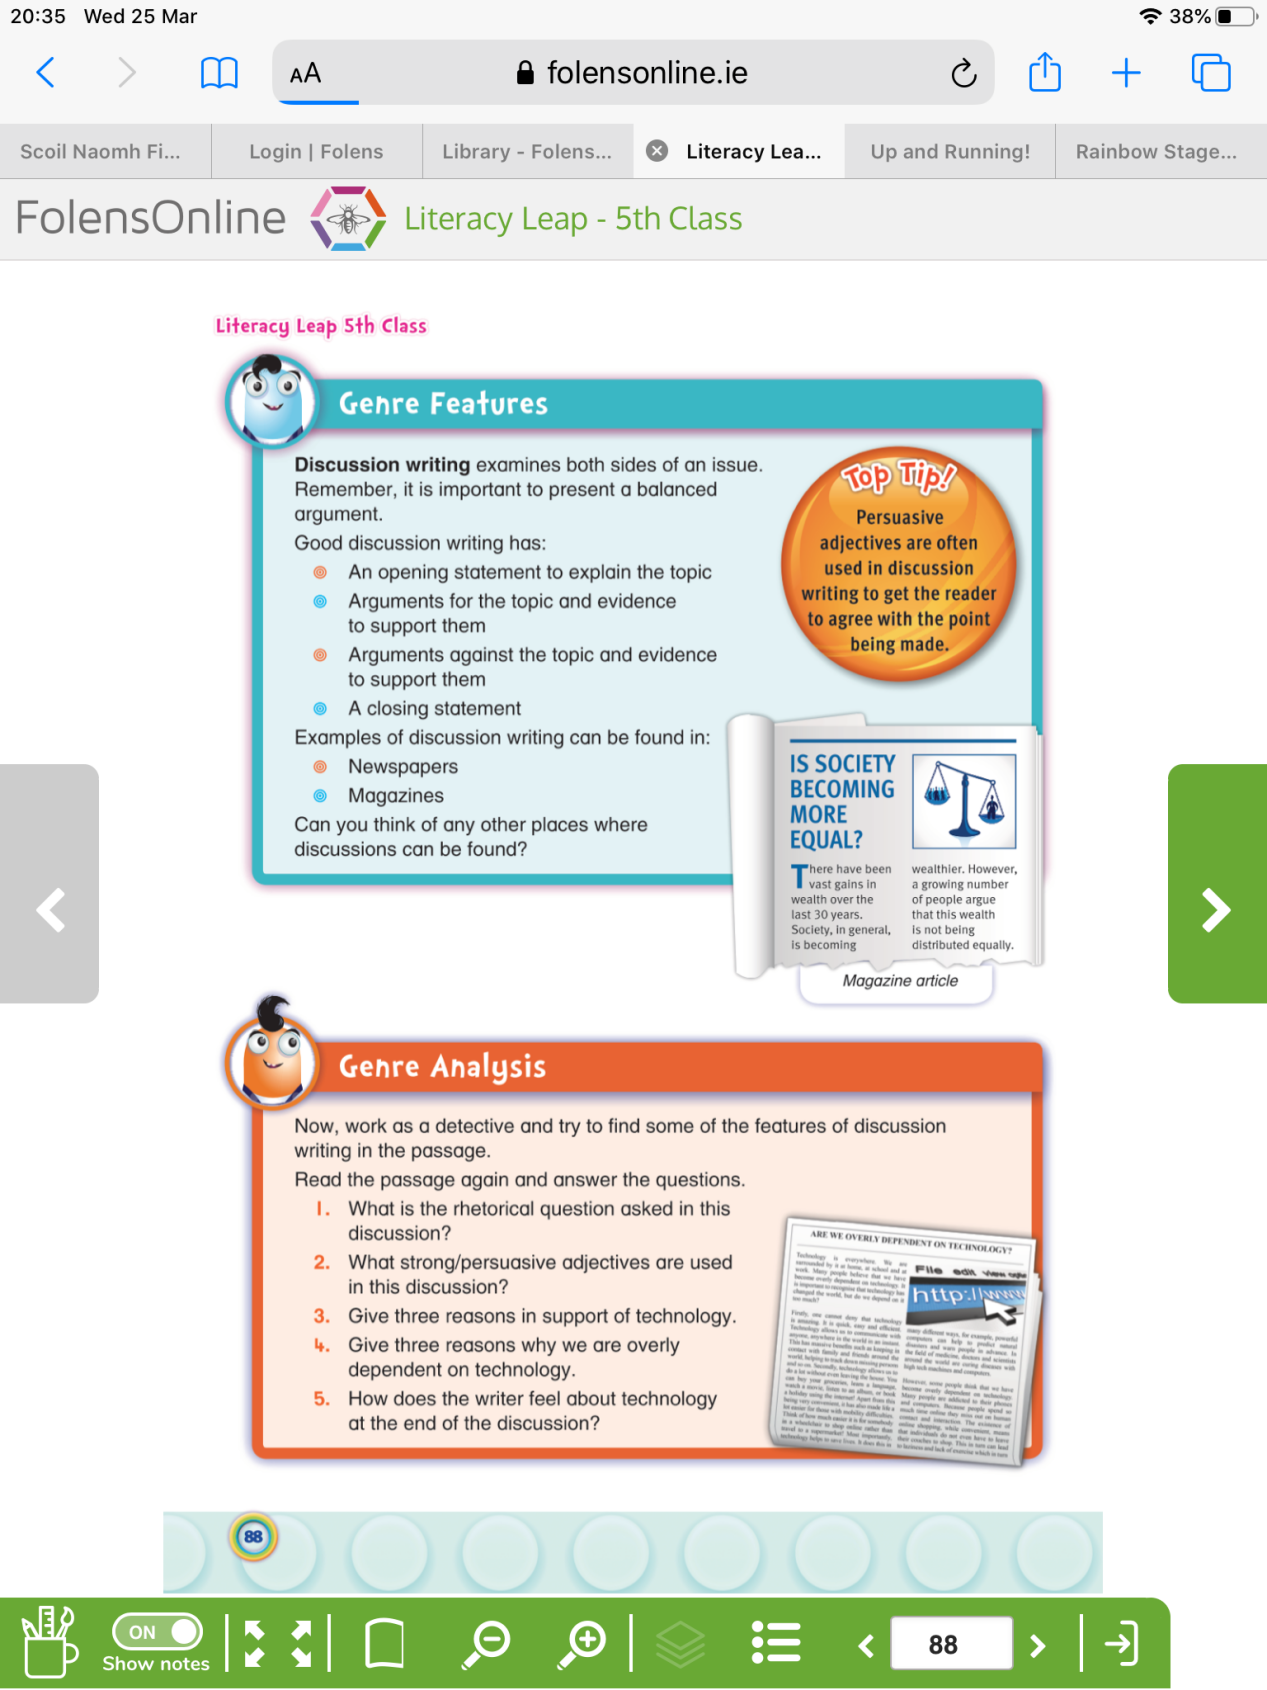 20:35 Wed 25 Mar
38%
AA
folensonline.ie
Scoil Naomh Fi...
Login | Folens
Library - Folens...
Literacy Lea...
Up and Running!
Rainbow Stage...
FolensOnline
Literacy Leap - 5th Class
Literacy Leap 5th Class
Genre Features
Discussion writing examines both sides of an issue.
Remember, it is important to present a balanced
argument.
Good discussion writing has:
An opening statement to explain the topic
Arguments for the topic and evidence
to support them
Arguments against the topic and evidence
to support them
A closing statement
Examples of discussion writing can be found in:
Newspapers
Magazines
Can you think of any other places where
discussions can be found?
Top Tip!
Persuasive
adjectives are often
used in discussion
writing to get the reader
to agree with the point
being made.
IS SOCIETY
BECOMING
MORE
EQUAL?
There have been
vast gains in
wealth over the
last 30 years.
Society, in general,
is becoming
wealthier. However,
a growing number
of people argue
that this wealth
is not being
distributed equally.
Magazine article
Genre Analysis
Now, work as a detective and try to find some of the features of discussion
writing in the passage.
Read the passage again and answer the questions.
1. What is the rhetorical question asked in this
discussion?
2. What strong/persuasive adjectives are used
in this discussion?
3. Give three reasons in support of technology.
4. Give three reasons why we are overly
dependent on technology.
5. How does the writer feel about technology
at the end of the discussion?
ARE WE OVERLY DEPENDENT ON TECHNOLOGY?
File edit view
http://www
88
ON
Show notes
88